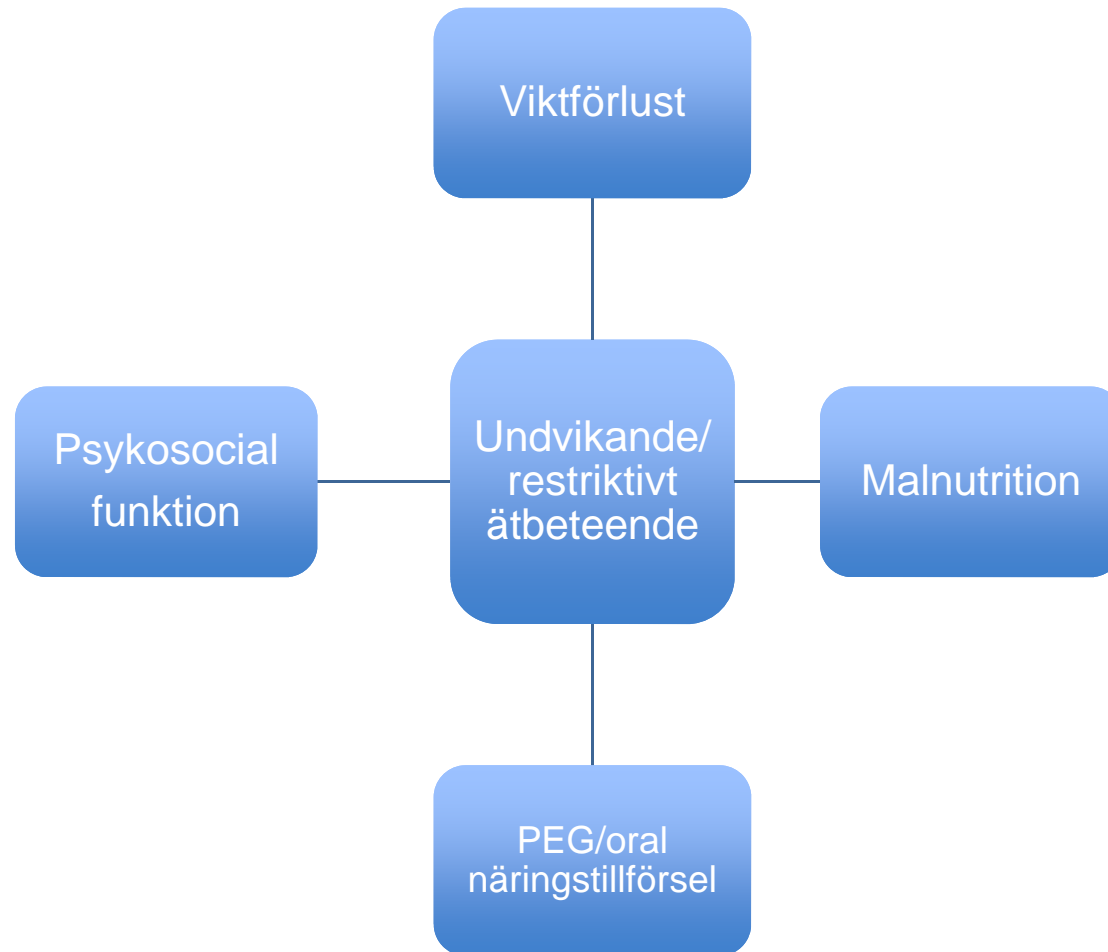 Viktförlust
Psykosocial
funktion
Undvikande/
restriktivt
ätbeteende
Malnutrition
PEG/oral
näringstillförsel